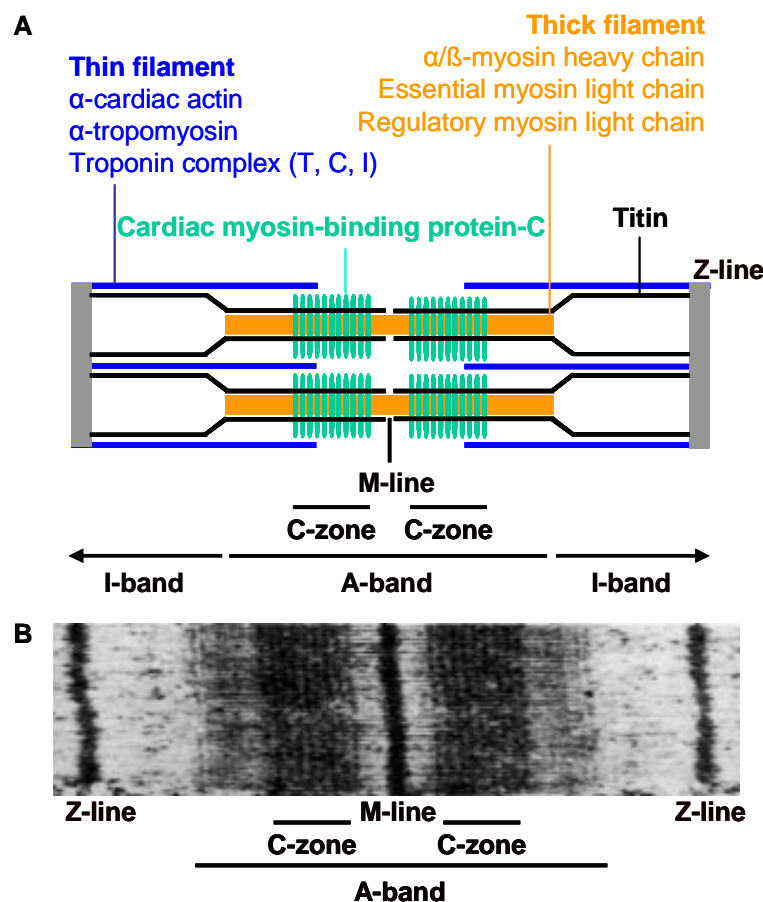 A
Thick filament
α/ß-myosin heavy chain
Essential myosin light chain
Regulatory myosin light chain
Thin filament
α-cardiac actin
α-tropomyosin
Troponin complex (T, C, I)
Cardiac myosin-binding protein-C
Titin
Z-line
M-line
C-zone C-zone
I-band A-band I-band
B
Z-line M-line Z-line
C-zone C-zone
A-band